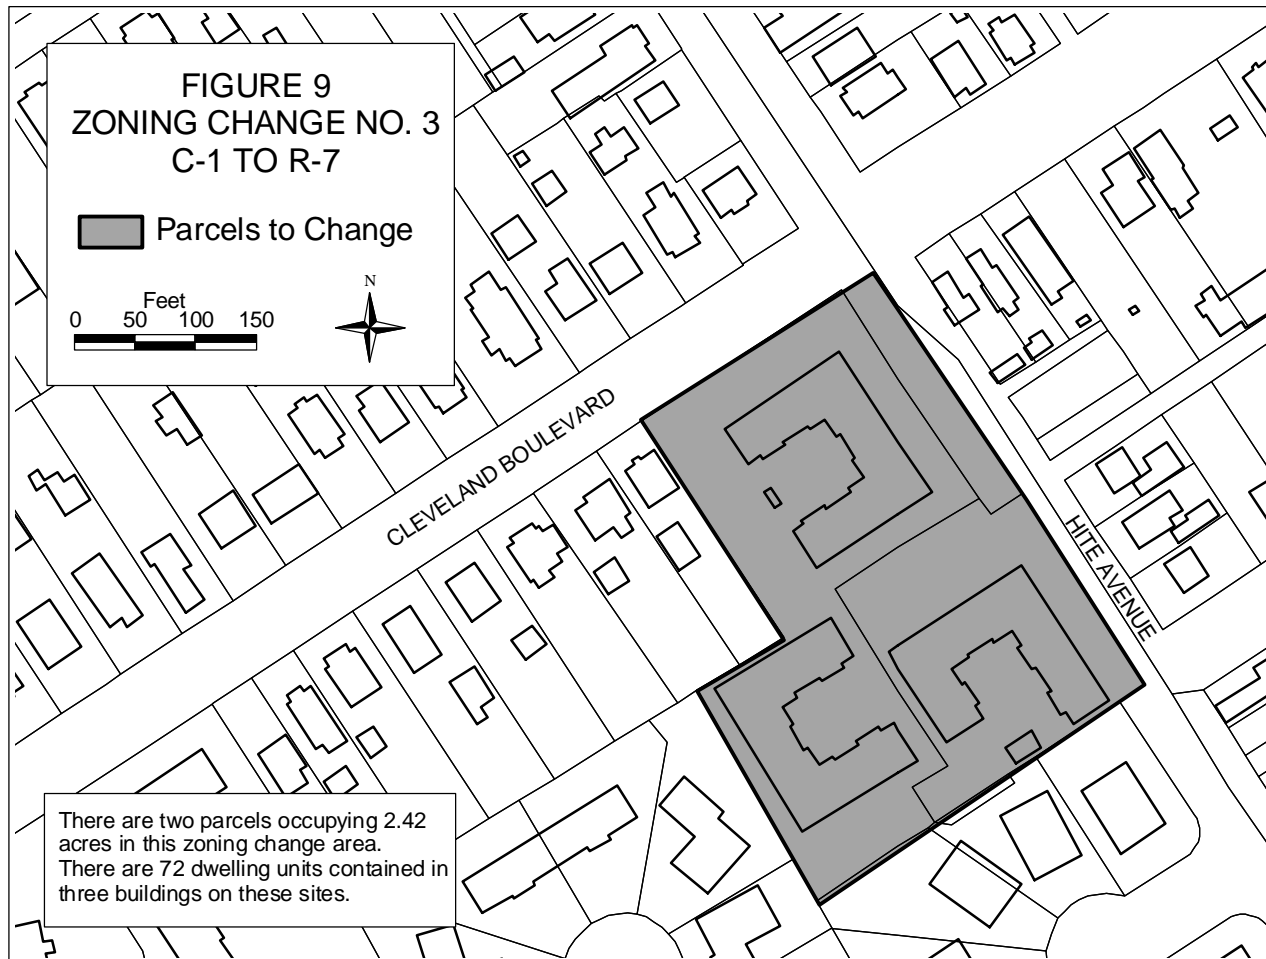 FIGURE 9
ZONING CHANGE NO. 3
C-1 TO R-7
Parcels to Change
Feet
0 50 100 150
N
CLEVELAND BOULEVARD
HITE AVENUE
There are two parcels occupying 2.42
acres in this zoning change area.
There are 72 dwelling units contained in
three buildings on these sites.